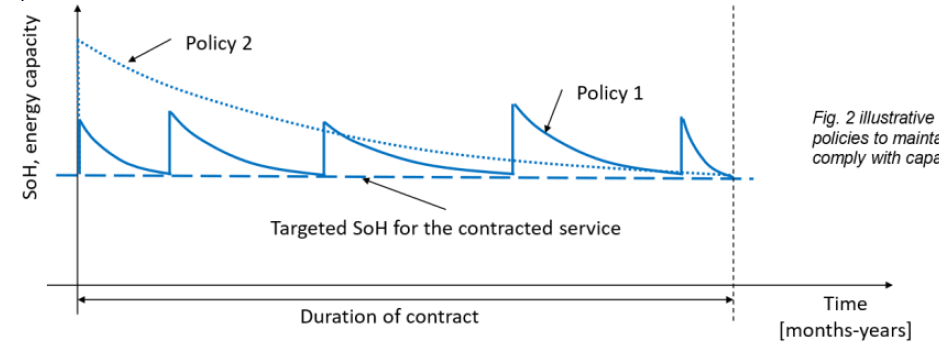 SoH, energy capacity
Policy 2
Policy 1
Fig. 2 illustrative
policies to mainta
comply with capa
Targeted SoH for the contracted service
Duration of contract
Time
[months-years]